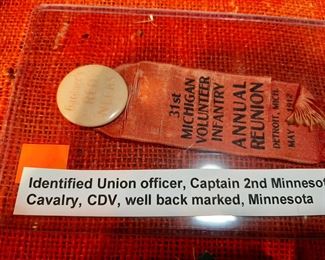 31st
MICHIGAN
VOLUNTEER
INFANTRY
ANNUAL
REUNION
DETROIT, MICH.
MAY
Identified Union officer, Captain 2nd Minnesot
Cavalry, CDV, well back marked, Minnesota